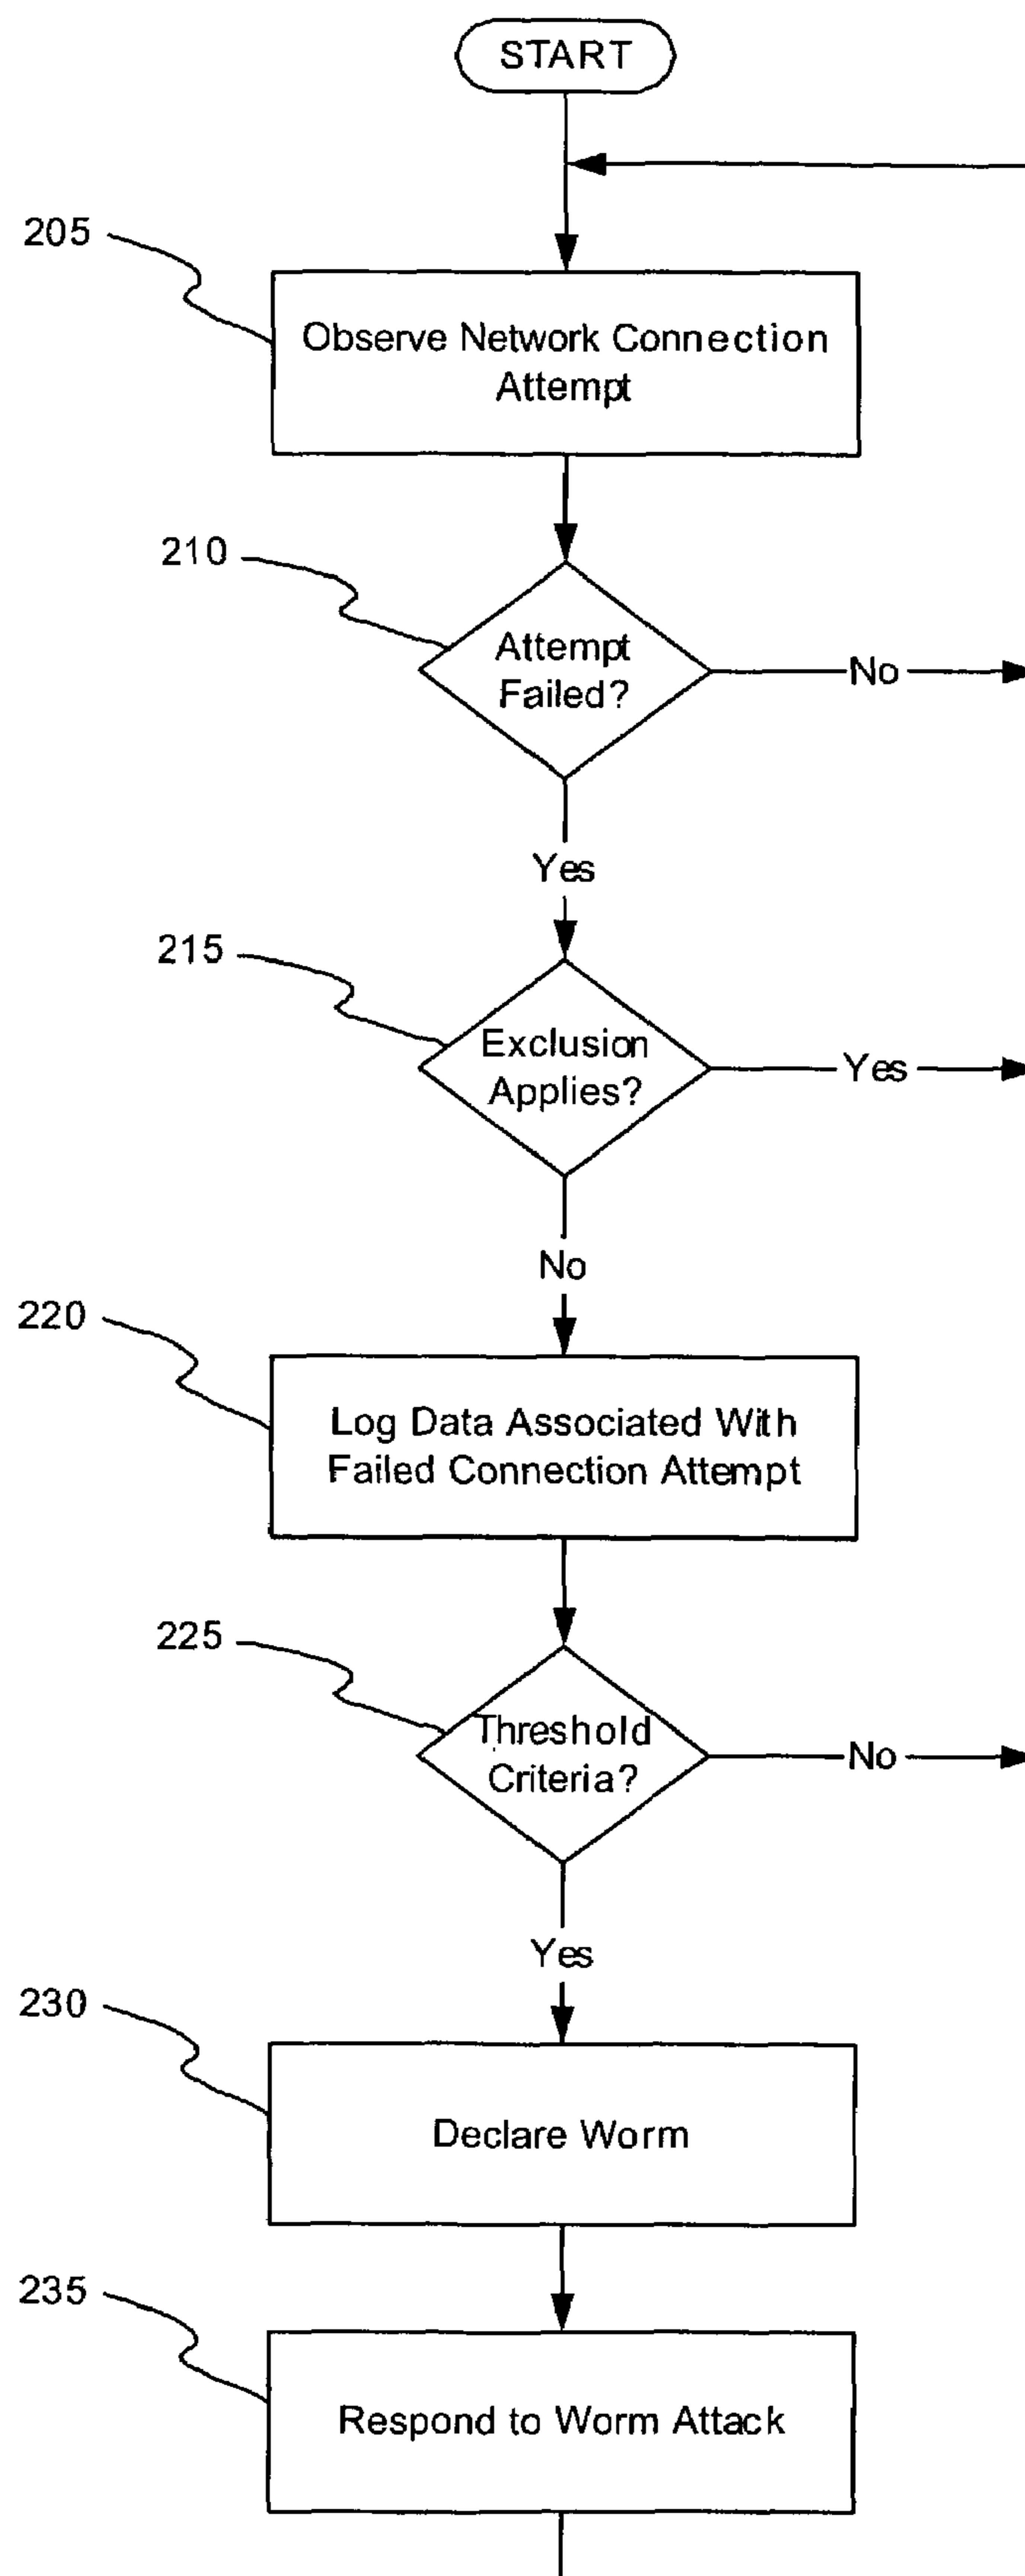 START
205
Observe Network Connection
Attempt
210
Attempt
Failed?
No
Yes
215
Exclusion
Applies?
Yes
No
220
Log Data Associated With
Failed Connection Attempt
225
Threshold
Criteria?
No
Yes
230
Declare Worm
235
Respond to Worm Attack